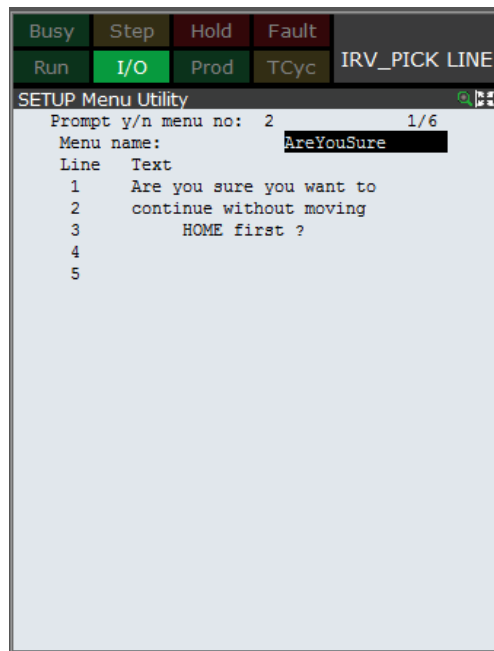 Busy Step Hold Fault
Run I/O Prod TCyc
IRV_PICK LINE
SETUP Menu Utility
Prompt y/n menu no: 2 1/6
Menu name: AreYouSure
Line Text
1 Are you sure you want to
2 continue without moving
3 HOME first ?
4
5